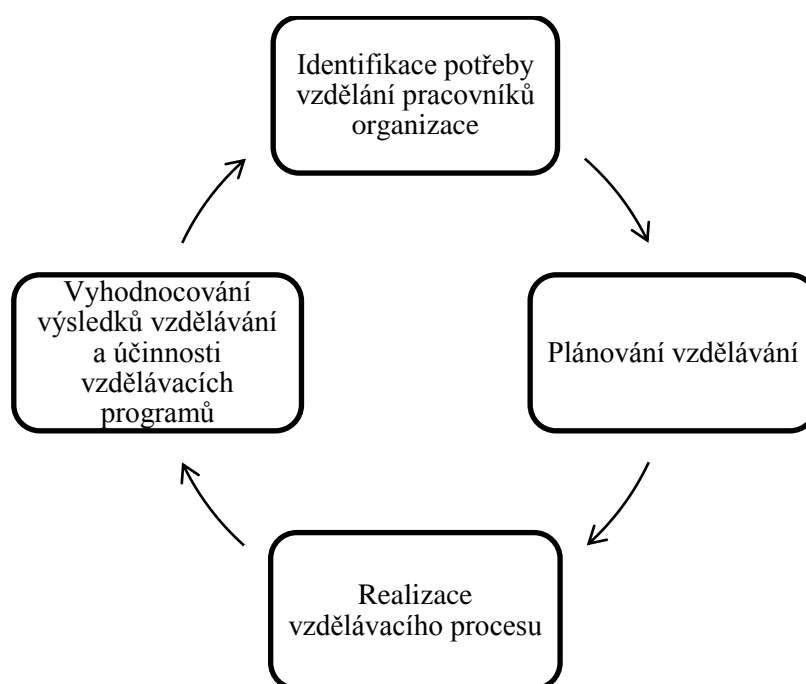 Identifikace potřeby
vzdělání pracovníků
organizace
Plánování vzdělávání
Realizace
vzdělávacího procesu
Vyhodnocování
výsledků vzdělávání
a účinnosti
vzdělávacích
programů